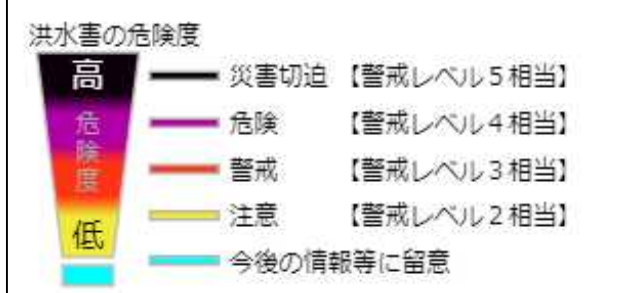 洪水害の危険度
高
危険度
低
災害切迫 【警戒レベル5相当】
危険 【警戒レベル4相当】
警戒 【警戒レベル3相当】
注意 【警戒レベル2相当】
今後の情報等に留意